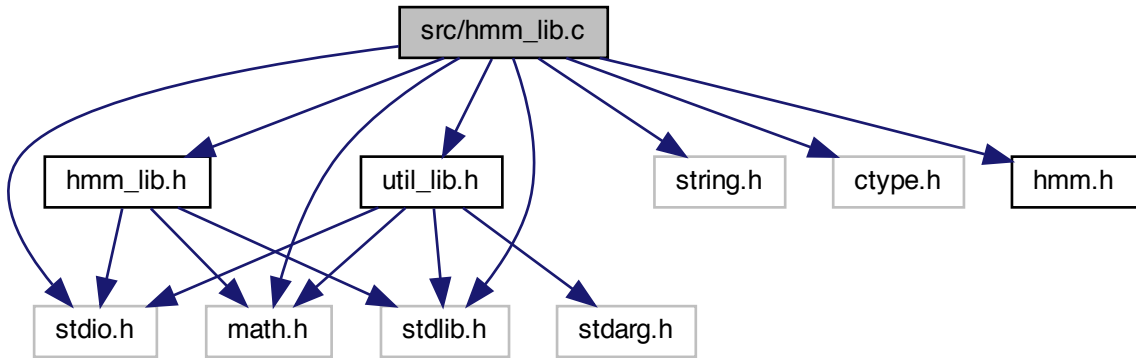 src/hmm_lib.c
hmm_lib.h
util_lib.h
string.h
ctype.h
hmm.h
stdio.h
math.h
stdlib.h
stdarg.h